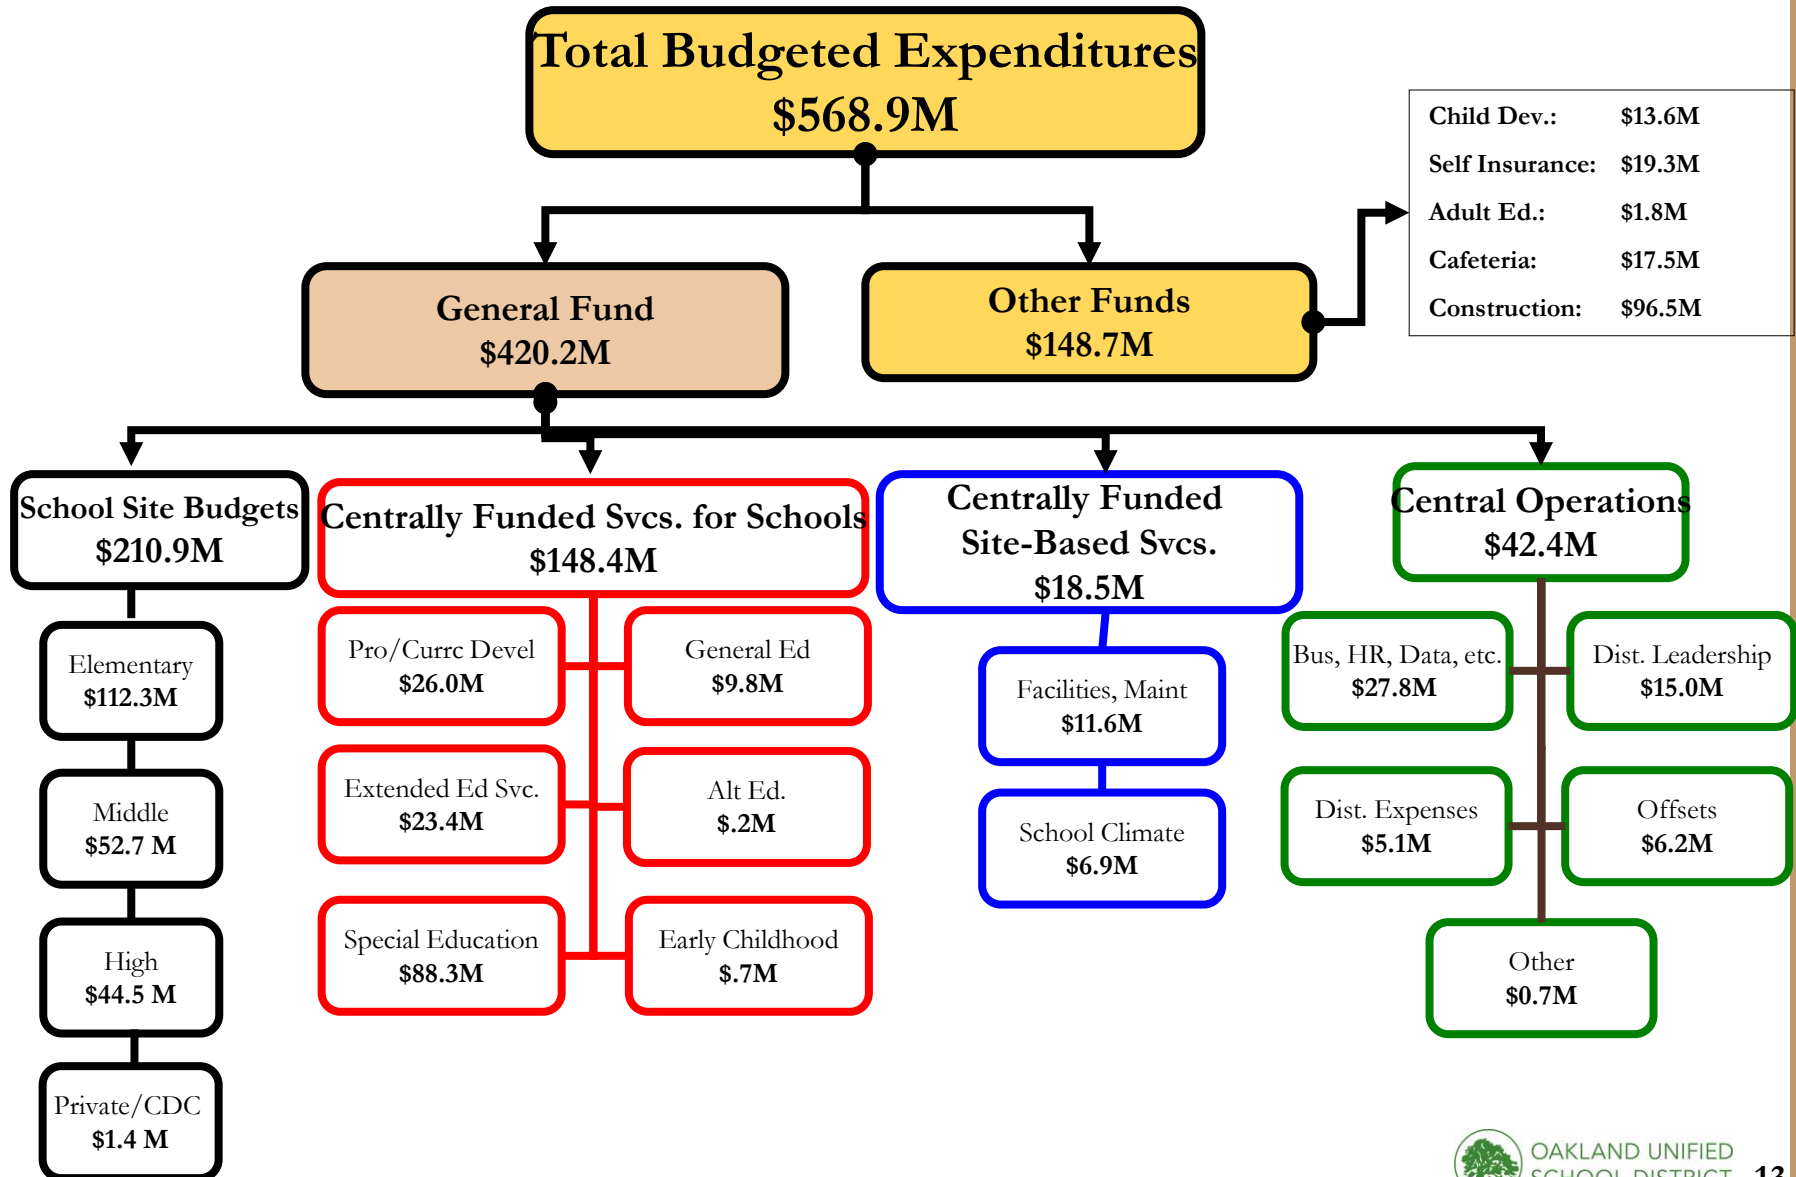 Total Budgeted Expenditures
$568.9M
Child Dev.: $13.6M
Self Insurance: $19.3M
Adult Ed.: $1.8M
Cafeteria: $17.5M
Construction: $96.5M
General Fund
$420.2M
Other Funds
$148.7M
School Site Budgets
$210.9M
Centrally Funded Svcs. for Schools
$148.4M
Centrally Funded
Site-Based Svcs.
$18.5M
Central Operations
$42.4M
Elementary
$112.3M
Middle
$52.7 M
High
$44.5 M
Private/CDC
$1.4 M
Pro/Currc Devel
$26.0M
General Ed
$9.8M
Extended Ed Svc.
$23.4M
Alt Ed.
$.2M
Special Education
$88.3M
Early Childhood
$.7M
Facilities, Maint
$11.6M
School Climate
$6.9M
Bus, HR, Data, etc.
$27.8M
Dist. Leadership
$15.0M
Dist. Expenses
$5.1M
Offsets
$6.2M
Other
$0.7M
OAKLAND UNIFIED
SCHOOL DISTRICT
13